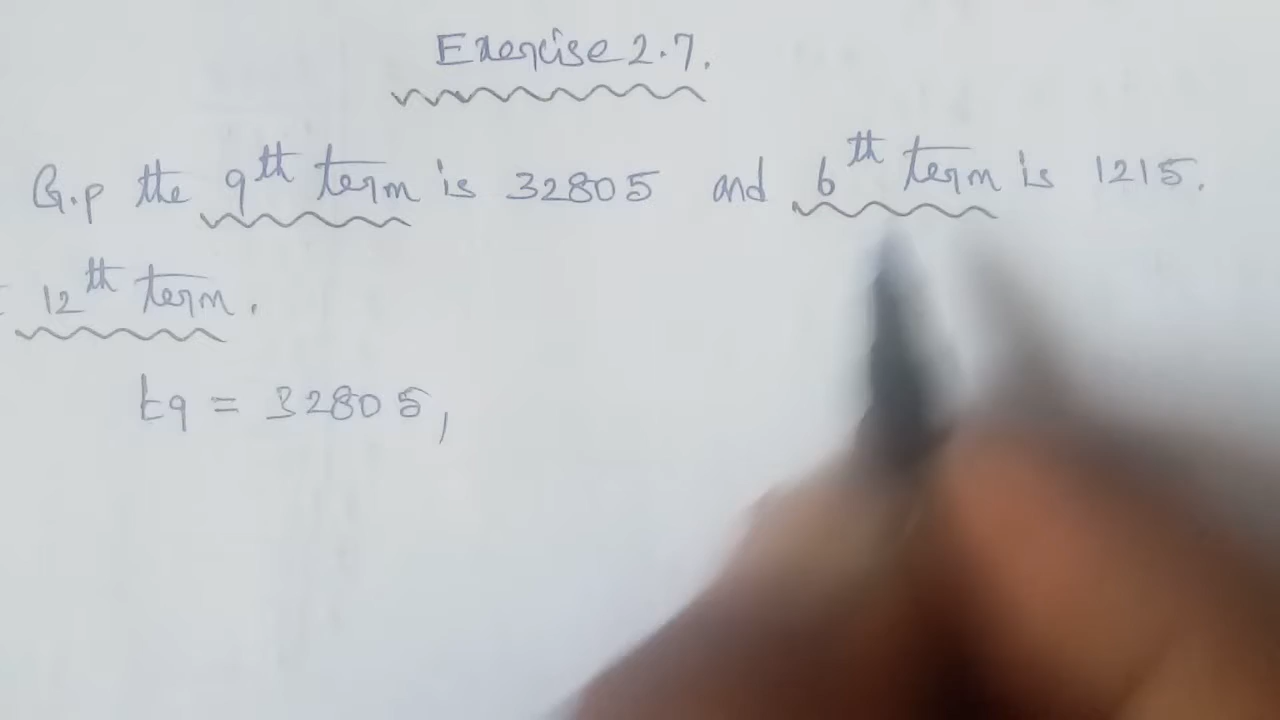 Exercise 2.7.
G.p the 9th term is 32805 and 6th term is 1215.
12th term.
t9 = 32805,